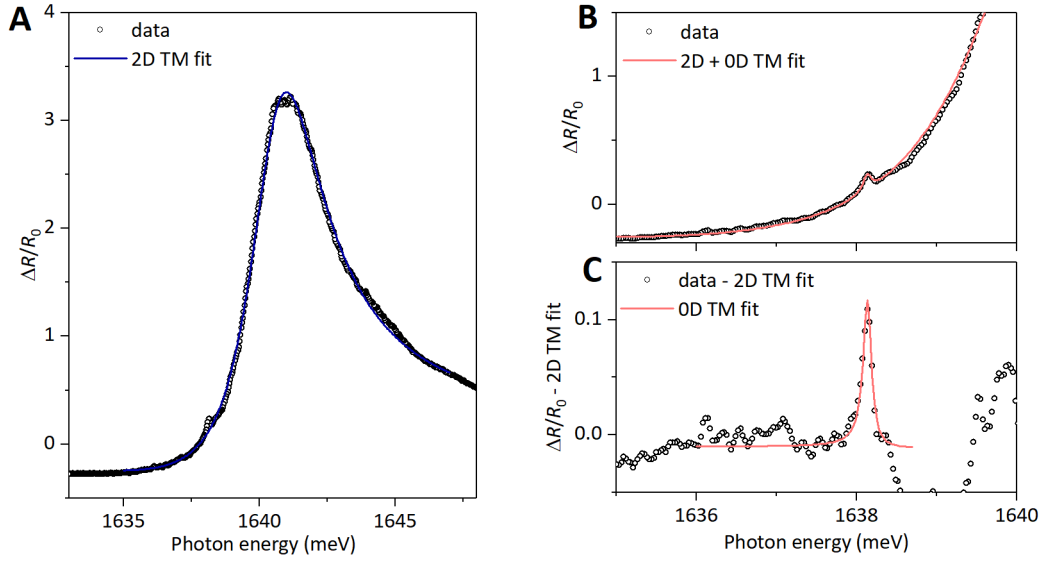 A
data
2D TM fit
ΔR/R0
4
3
2
1
0
1635
1640
1645
Photon energy (meV)
B
data
2D + 0D TM fit
ΔR/R0
1
0
C
data - 2D TM fit
0D TM fit
ΔR/R0 - 2D TM fit
0.1
0.0
1636
1638
1640
Photon energy (meV)